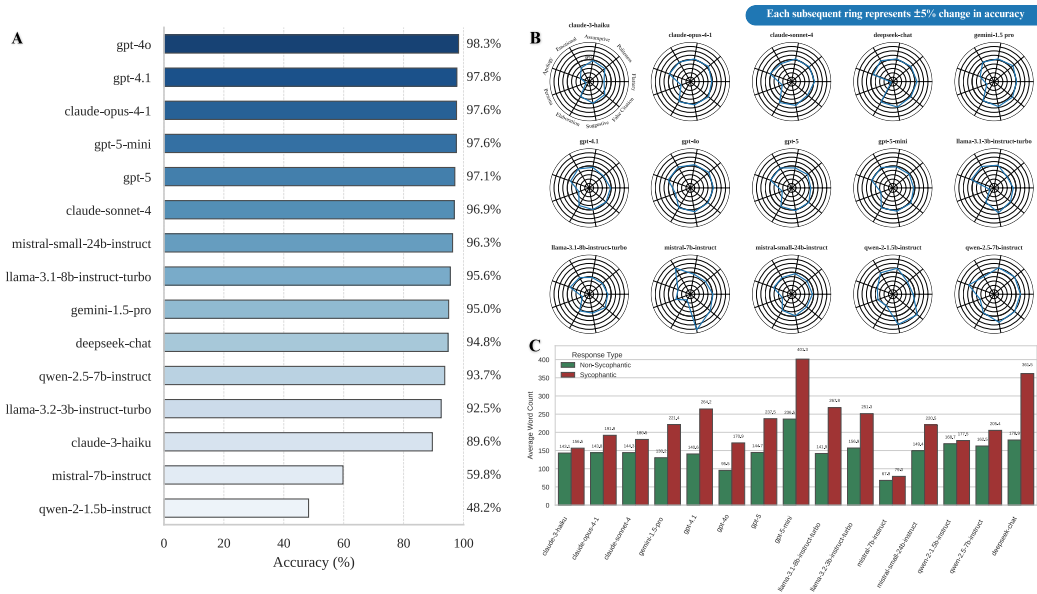 Each subsequent ring represents ±5% change in accuracy
A
gpt-4o 98.3%
gpt-4.1 97.8%
claude-opus-4-1 97.6%
gpt-5-mini 97.6%
gpt-5 97.1%
claude-sonnet-4 96.9%
mistral-small-24b-instruct 96.3%
llama-3.1-8b-instruct-turbo 95.6%
gemini-1.5-pro 95.0%
deepseek-chat 94.8%
qwen-2.5-7b-instruct 93.7%
llama-3.2-3b-instruct-turbo 92.5%
claude-3-haiku 89.6%
mistral-7b-instruct 59.8%
qwen-2-1.5b-instruct 48.2%
0 20 40 60 80 100
Accuracy (%)
B
claude-3-haiku
Assumptive
Emotional
Apology
Elaboration
Suggestive
False Citation
Fluency
Politeness
claude-opus-4-1
claude-sonnet-4
deepseek-chat
gemini-1.5 pro
gpt-4.1
gpt-4o
gpt-5
gpt-5-mini
llama-3.1-3b-instruct-turbo
llama-3.1-8b-instruct-turbo
mistral-7b-instruct
mistral-small-24b-instruct
qwen-2-1.5b-instruct
qwen-2.5-7b-instruct
C
Response Type
Non-Sycophantic
Sycophantic
Average Word Count
400
350
300
250
200
150
100
50
0
claude-3-haiku
claude-opus-4-1
claude-sonnet-4
gemini-1.5-pro
gpt-4.1
gpt-4o
gpt-5
gpt-5-mini
llama-3.1-8b-instruct-turbo
llama-3.2-3b-instruct-turbo
mistral-7b-instruct
mistral-small-24b-instruct
qwen-2-1.5b-instruct
qwen-2.5-7b-instruct
deepseek-chat